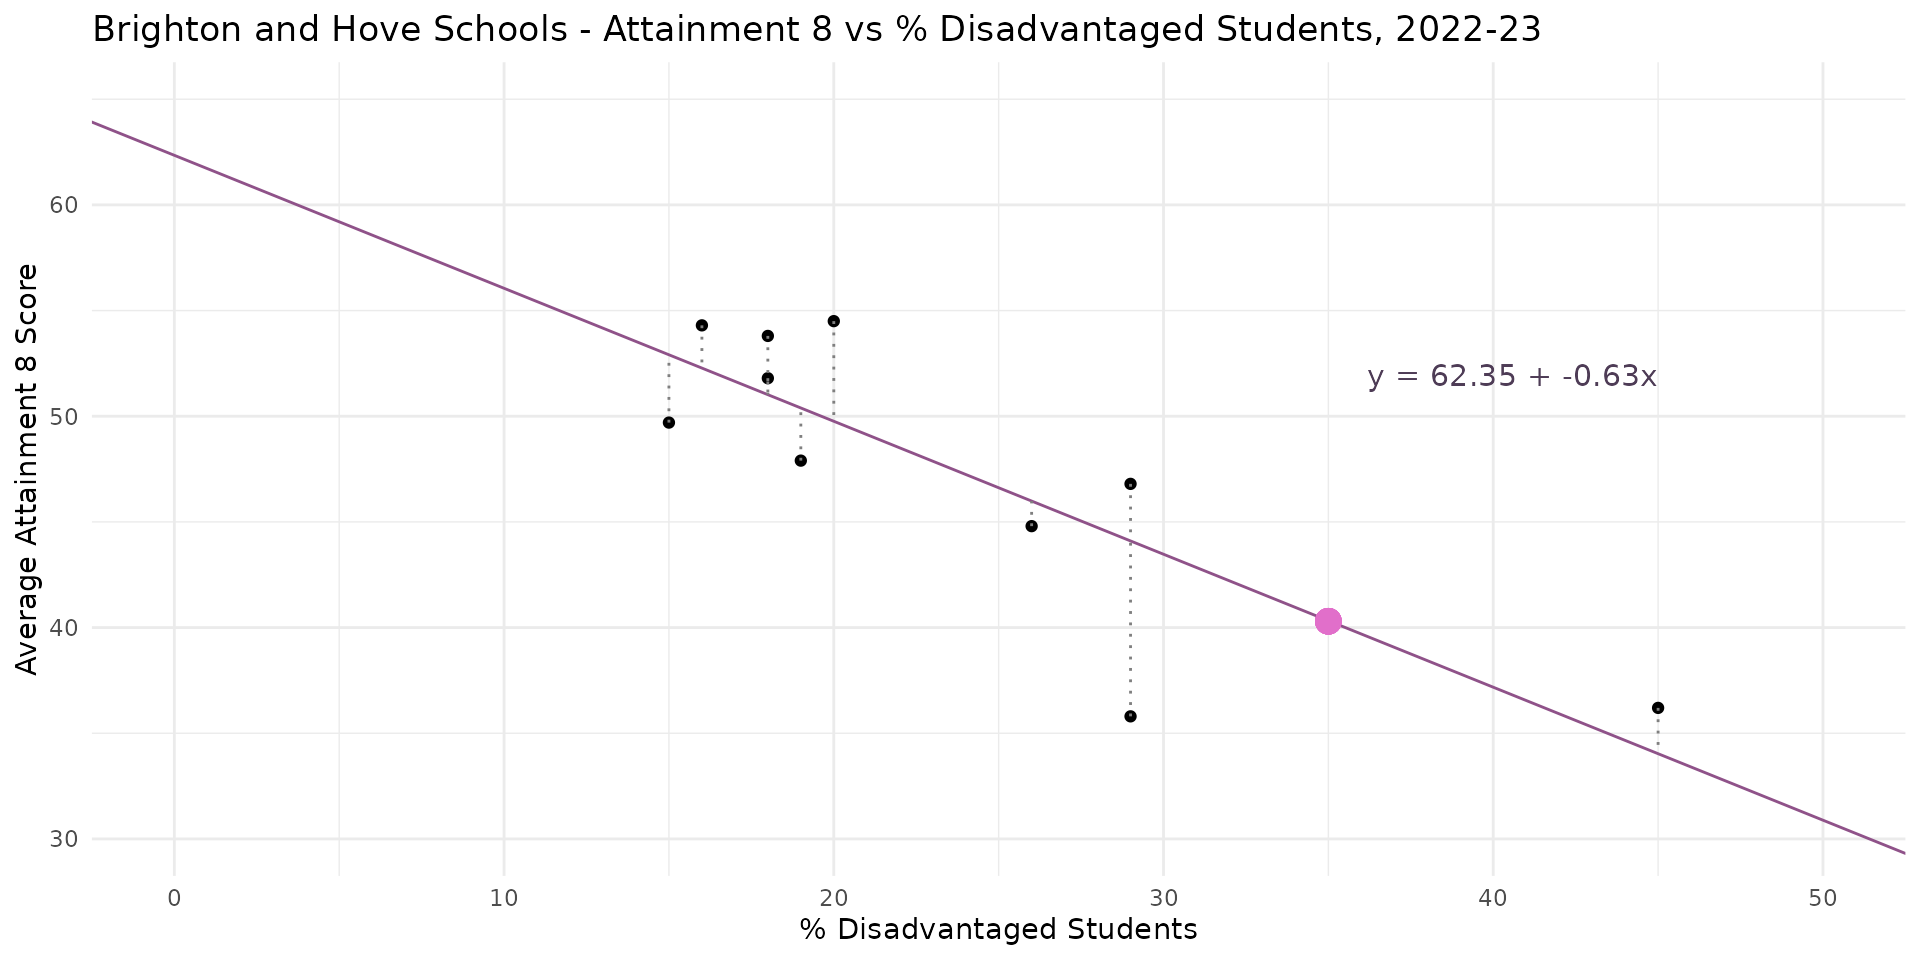 Brighton and Hove Schools - Attainment 8 vs % Disadvantaged Students, 2022-23
Average Attainment 8 Score
60
50
40
30
y = 62.35 + -0.63x
0 10 20 30 40 50
% Disadvantaged Students